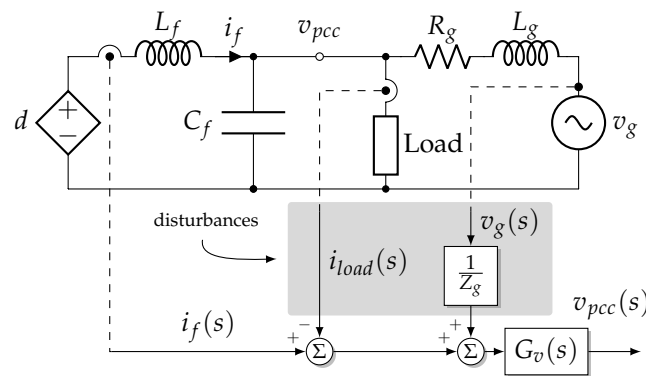 L_f i_f v_pcc R_g L_g
d + − C_f Load v_g
disturbances v_g(s)
i_load(s) 1/Z_g
v_pcc(s)
i_f(s) + − Σ + + Σ G_v(s)